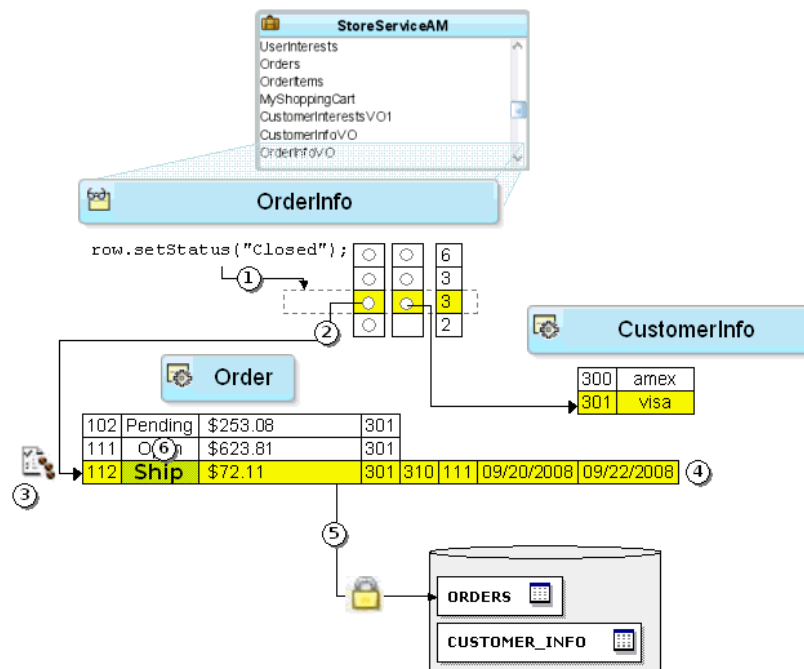 StoreServiceAM
UserInterests
Orders
OrderItems
MyShoppingCart
CustomerInterestsVO1
CustomerInfoVO
OrderInfoVO
OrderInfo
row.setStatus("Closed");
6
1
3
3
2
2
CustomerInfo
Order
300 amex
301 visa
102 Pending $253.08 301
111 $623.81 301
6
3
112 Ship $72.11 301 310 111 09/20/2008 09/22/2008
4
5
ORDERS
CUSTOMER_INFO